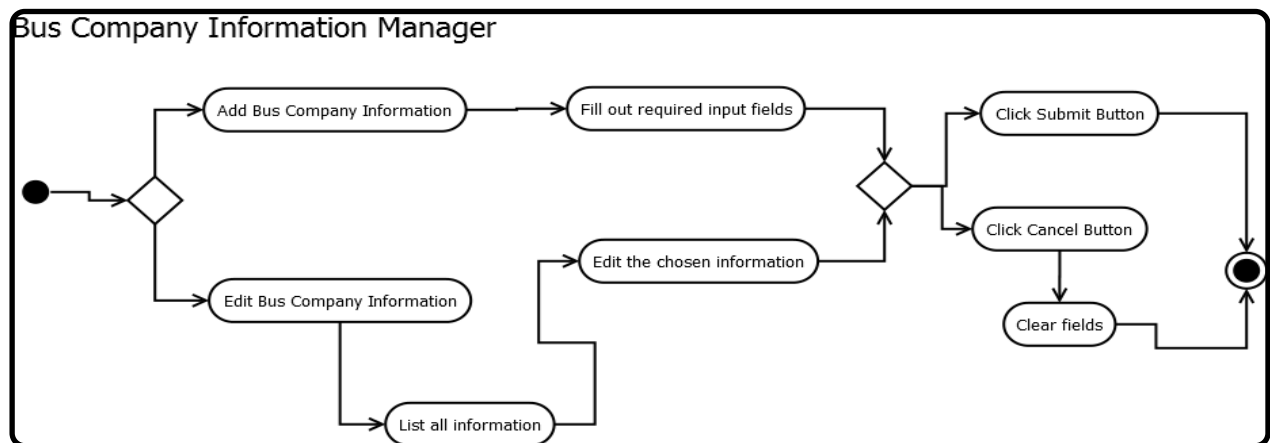 Bus Company Information Manager
Add Bus Company Information
Fill out required input fields
Click Submit Button
Click Cancel Button
Edit the chosen information
Edit Bus Company Information
Clear fields
List all information